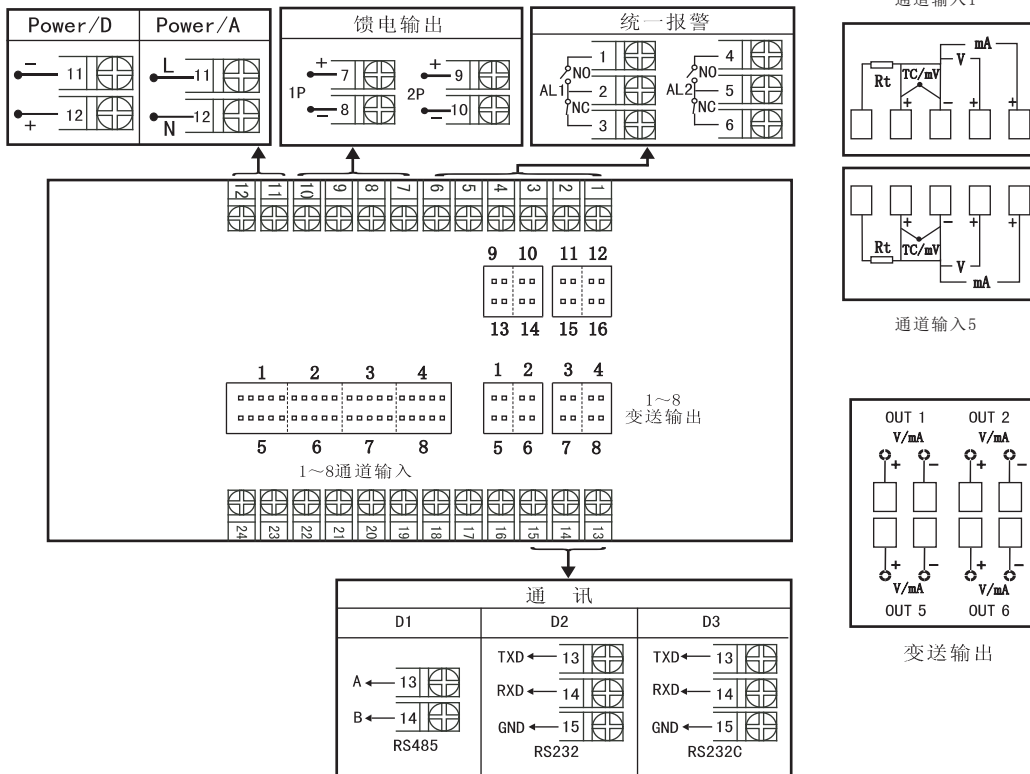 Power/D Power/A 馈电输出 统一报警 通道输入1
- 11 L 11 + 7 + 9 1 4
+ 12 N 12 1P - 8 2P - 10 AL1 NO 2 NC 3 AL2 NO 5 NC 6
12 11 10 9 8 7 6 5 4 3 2 1
mA
V
Rt TC/mV
+ - + +
+ - + +
Rt TC/mV
V
mA
通道输入5
9 10 11 12
13 14 15 16
1 2 3 4 1 2 3 4
5 6 7 8 5 6 7 8
1～8通道输入
1～8
变送输出
24 23 22 21 20 19 18 17 16 15 14 13
OUT 1 OUT 2
V/mA V/mA
+ - + -
+ - + -
V/mA V/mA
OUT 5 OUT 6
变送输出
通 讯
D1 D2 D3
A 13 TXD 13 TXD 13
B 14 RXD 14 RXD 14
GND 15 GND 15
RS485 RS232 RS232C